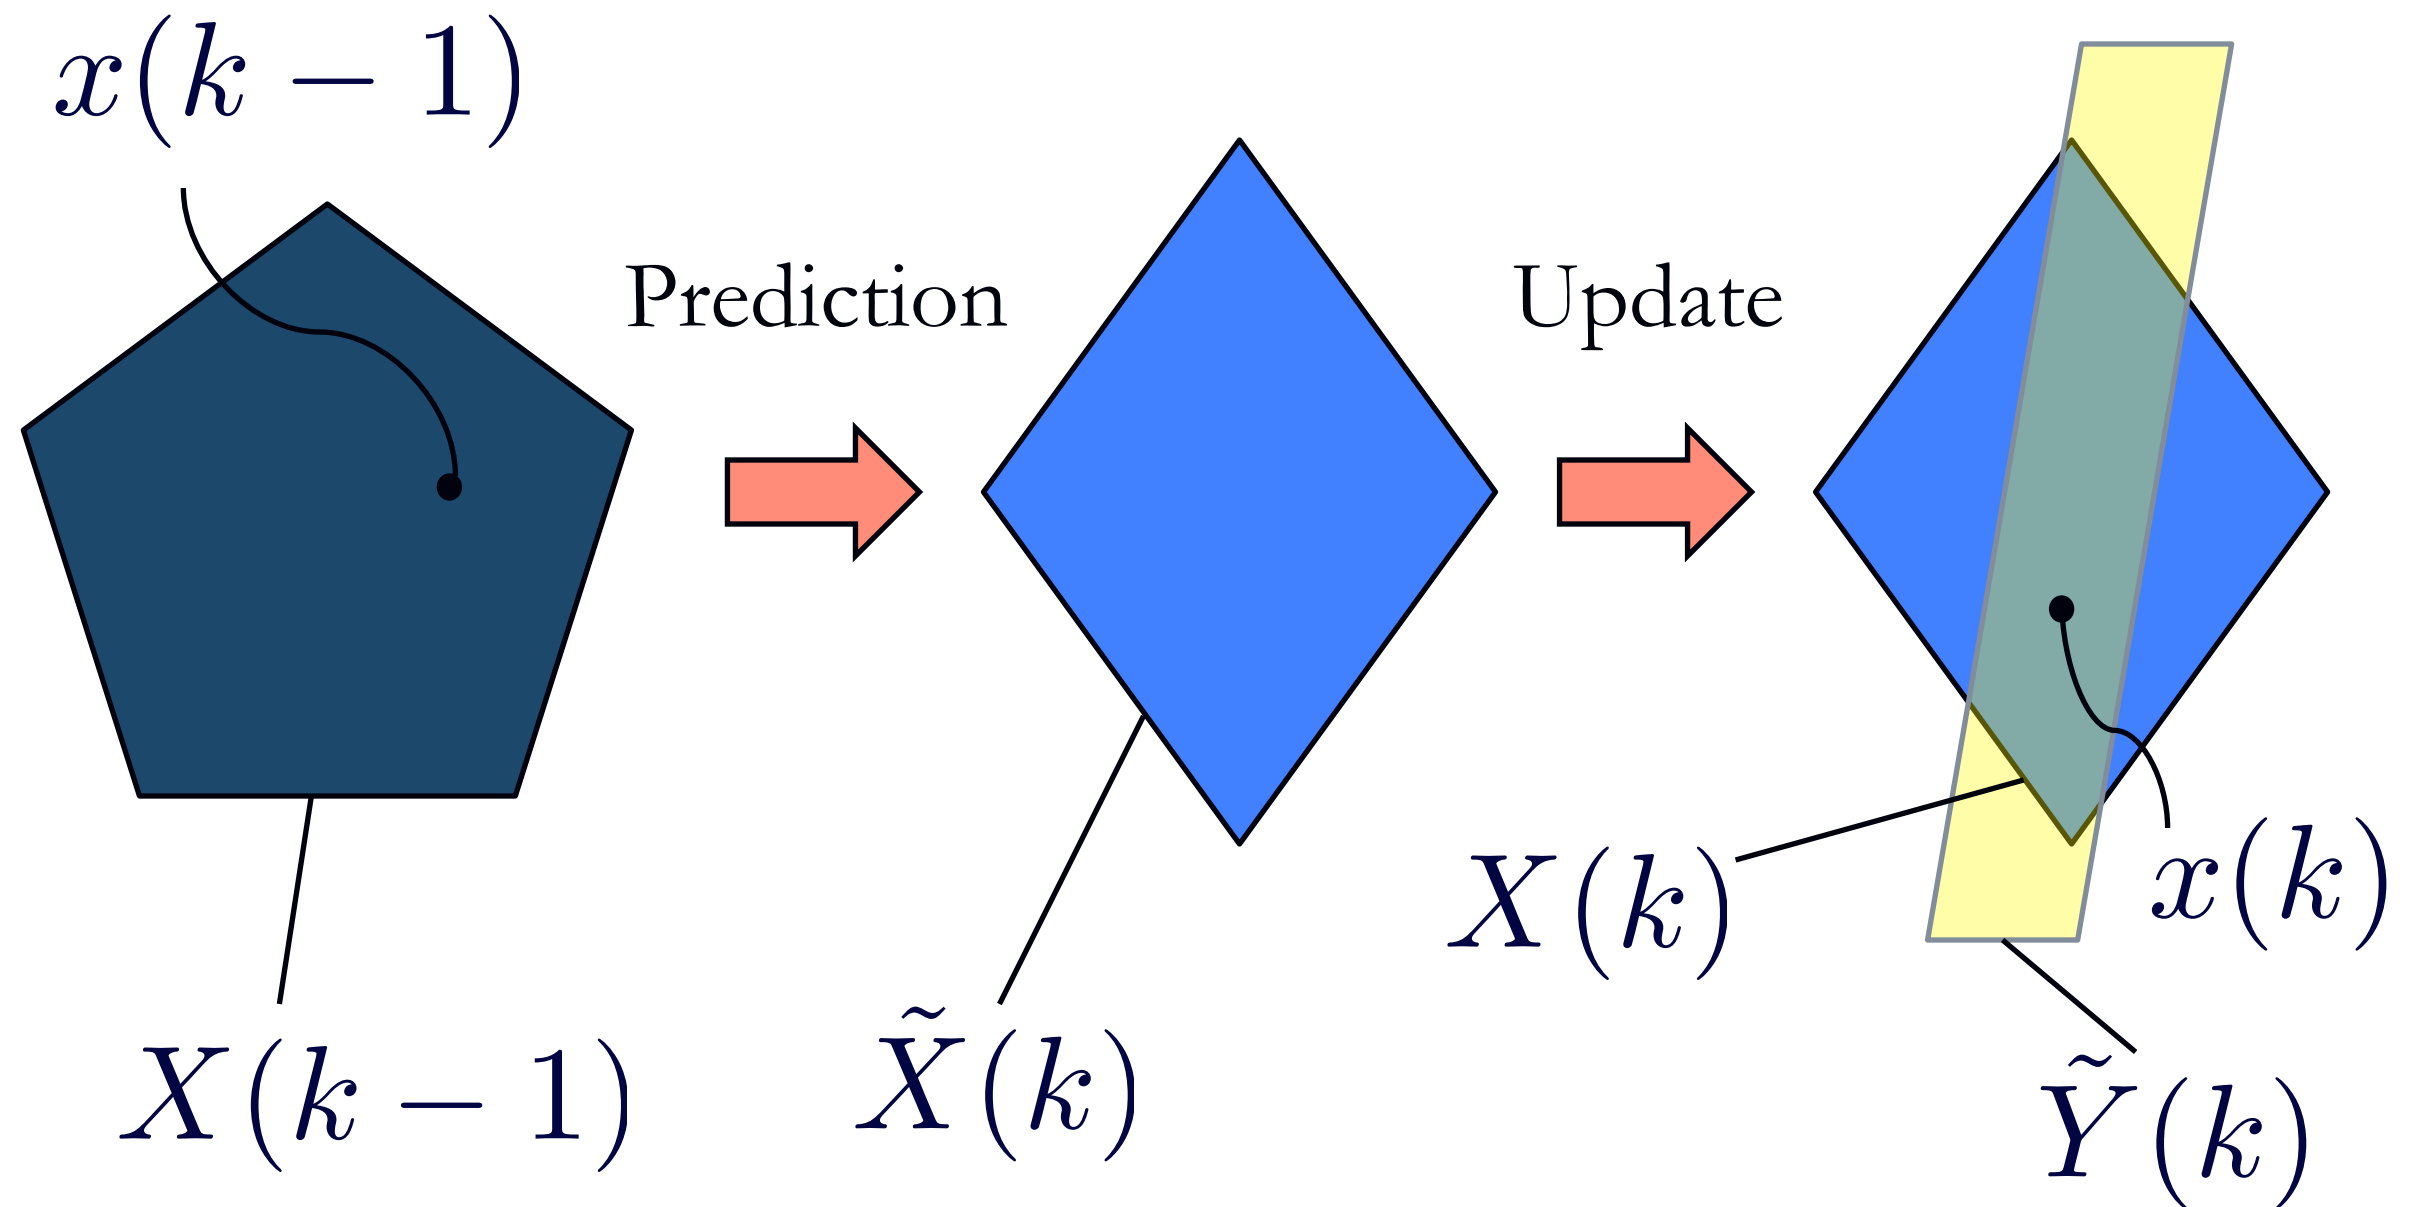 x(k − 1)
Prediction
Update
X(k)
x(k)
X(k − 1)
X̃(k)
Ỹ(k)